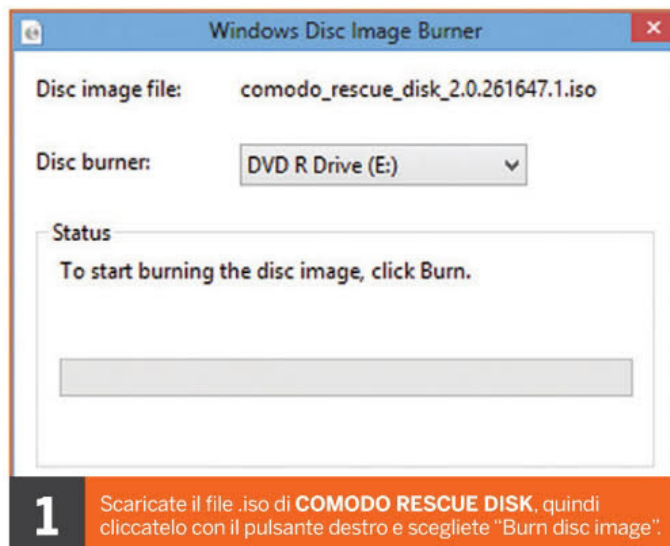 Windows Disc Image Burner
Disc image file: comodo_rescue_disk_2.0.261647.1.iso
Disc burner: DVD R Drive (E:)
Status
To start burning the disc image, click Burn.
1
Scaricate il file .iso di COMODO RESCUE DISK, quindi
cliccatelo con il pulsante destro e scegliete “Burn disc image”.